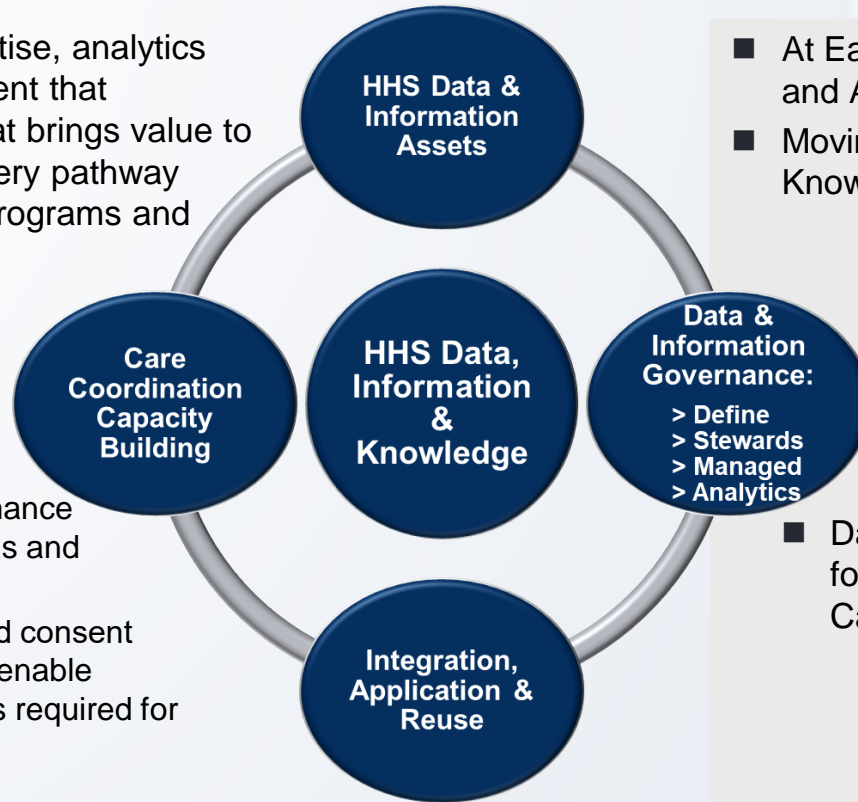 tise, analytics
ent that
at brings value to
ery pathway
rograms and
HHS Data &
Information
Assets
■ At Ea
and A
■ Movin
Know
Care
Coordination
Capacity
Building
HHS Data,
Information
&
Knowledge
Data &
Information
Governance:
> Define
> Stewards
> Managed
> Analytics
nance
s and
d consent
enable
s required for
Integration,
Application &
Reuse
■ Da
fo
Ca